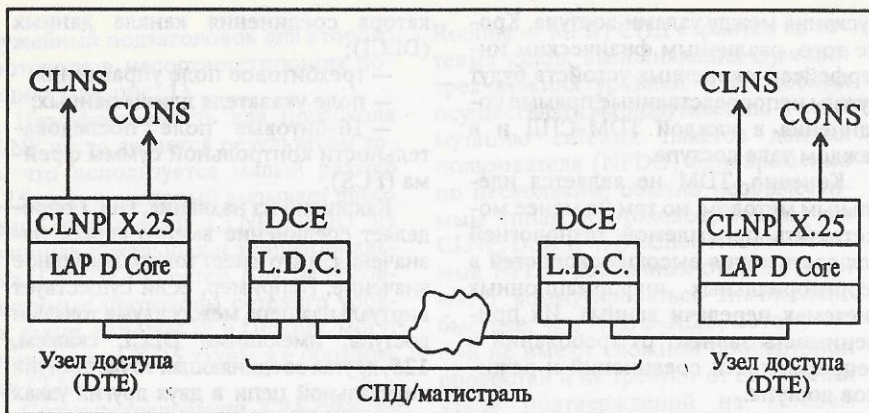 CLNS
CONS
CLNP X.25
LAP D Core
Узел доступа
(DTE)
DCE
L.D.C.
СПД/магистраль
DCE
L.D.C.
CLNS
CONS
CLNP X.25
LAP D Core
Узел доступа
(DTE)